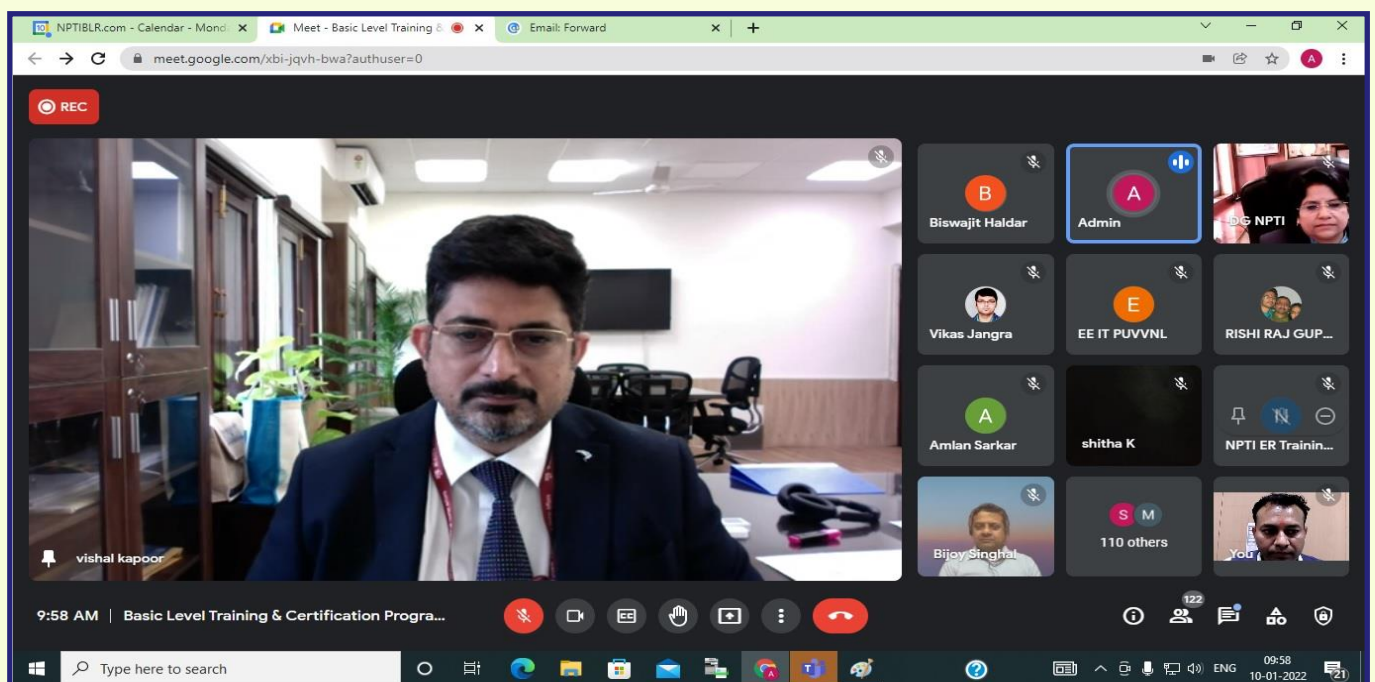 NPTIBLR.com - Calendar - Mond
Meet - Basic Level Training &
Email: Forward
meet.google.com/xbi-jqvh-bwa?authuser=0
A
REC
B
Biswajit Haldar
A
Admin
DG NPTI
Vikas Jangra
E
EE IT PUVVNL
RISHI RAJ GUP...
A
Amlan Sarkar
shitha K
N
NPTI ER Trainin...
Bijoy Singhal
S M
110 others
You
vishal kapoor
9:58 AM | Basic Level Training & Certification Progra...
CC
122
Type here to search
ENG
09:58
10-01-2022
21